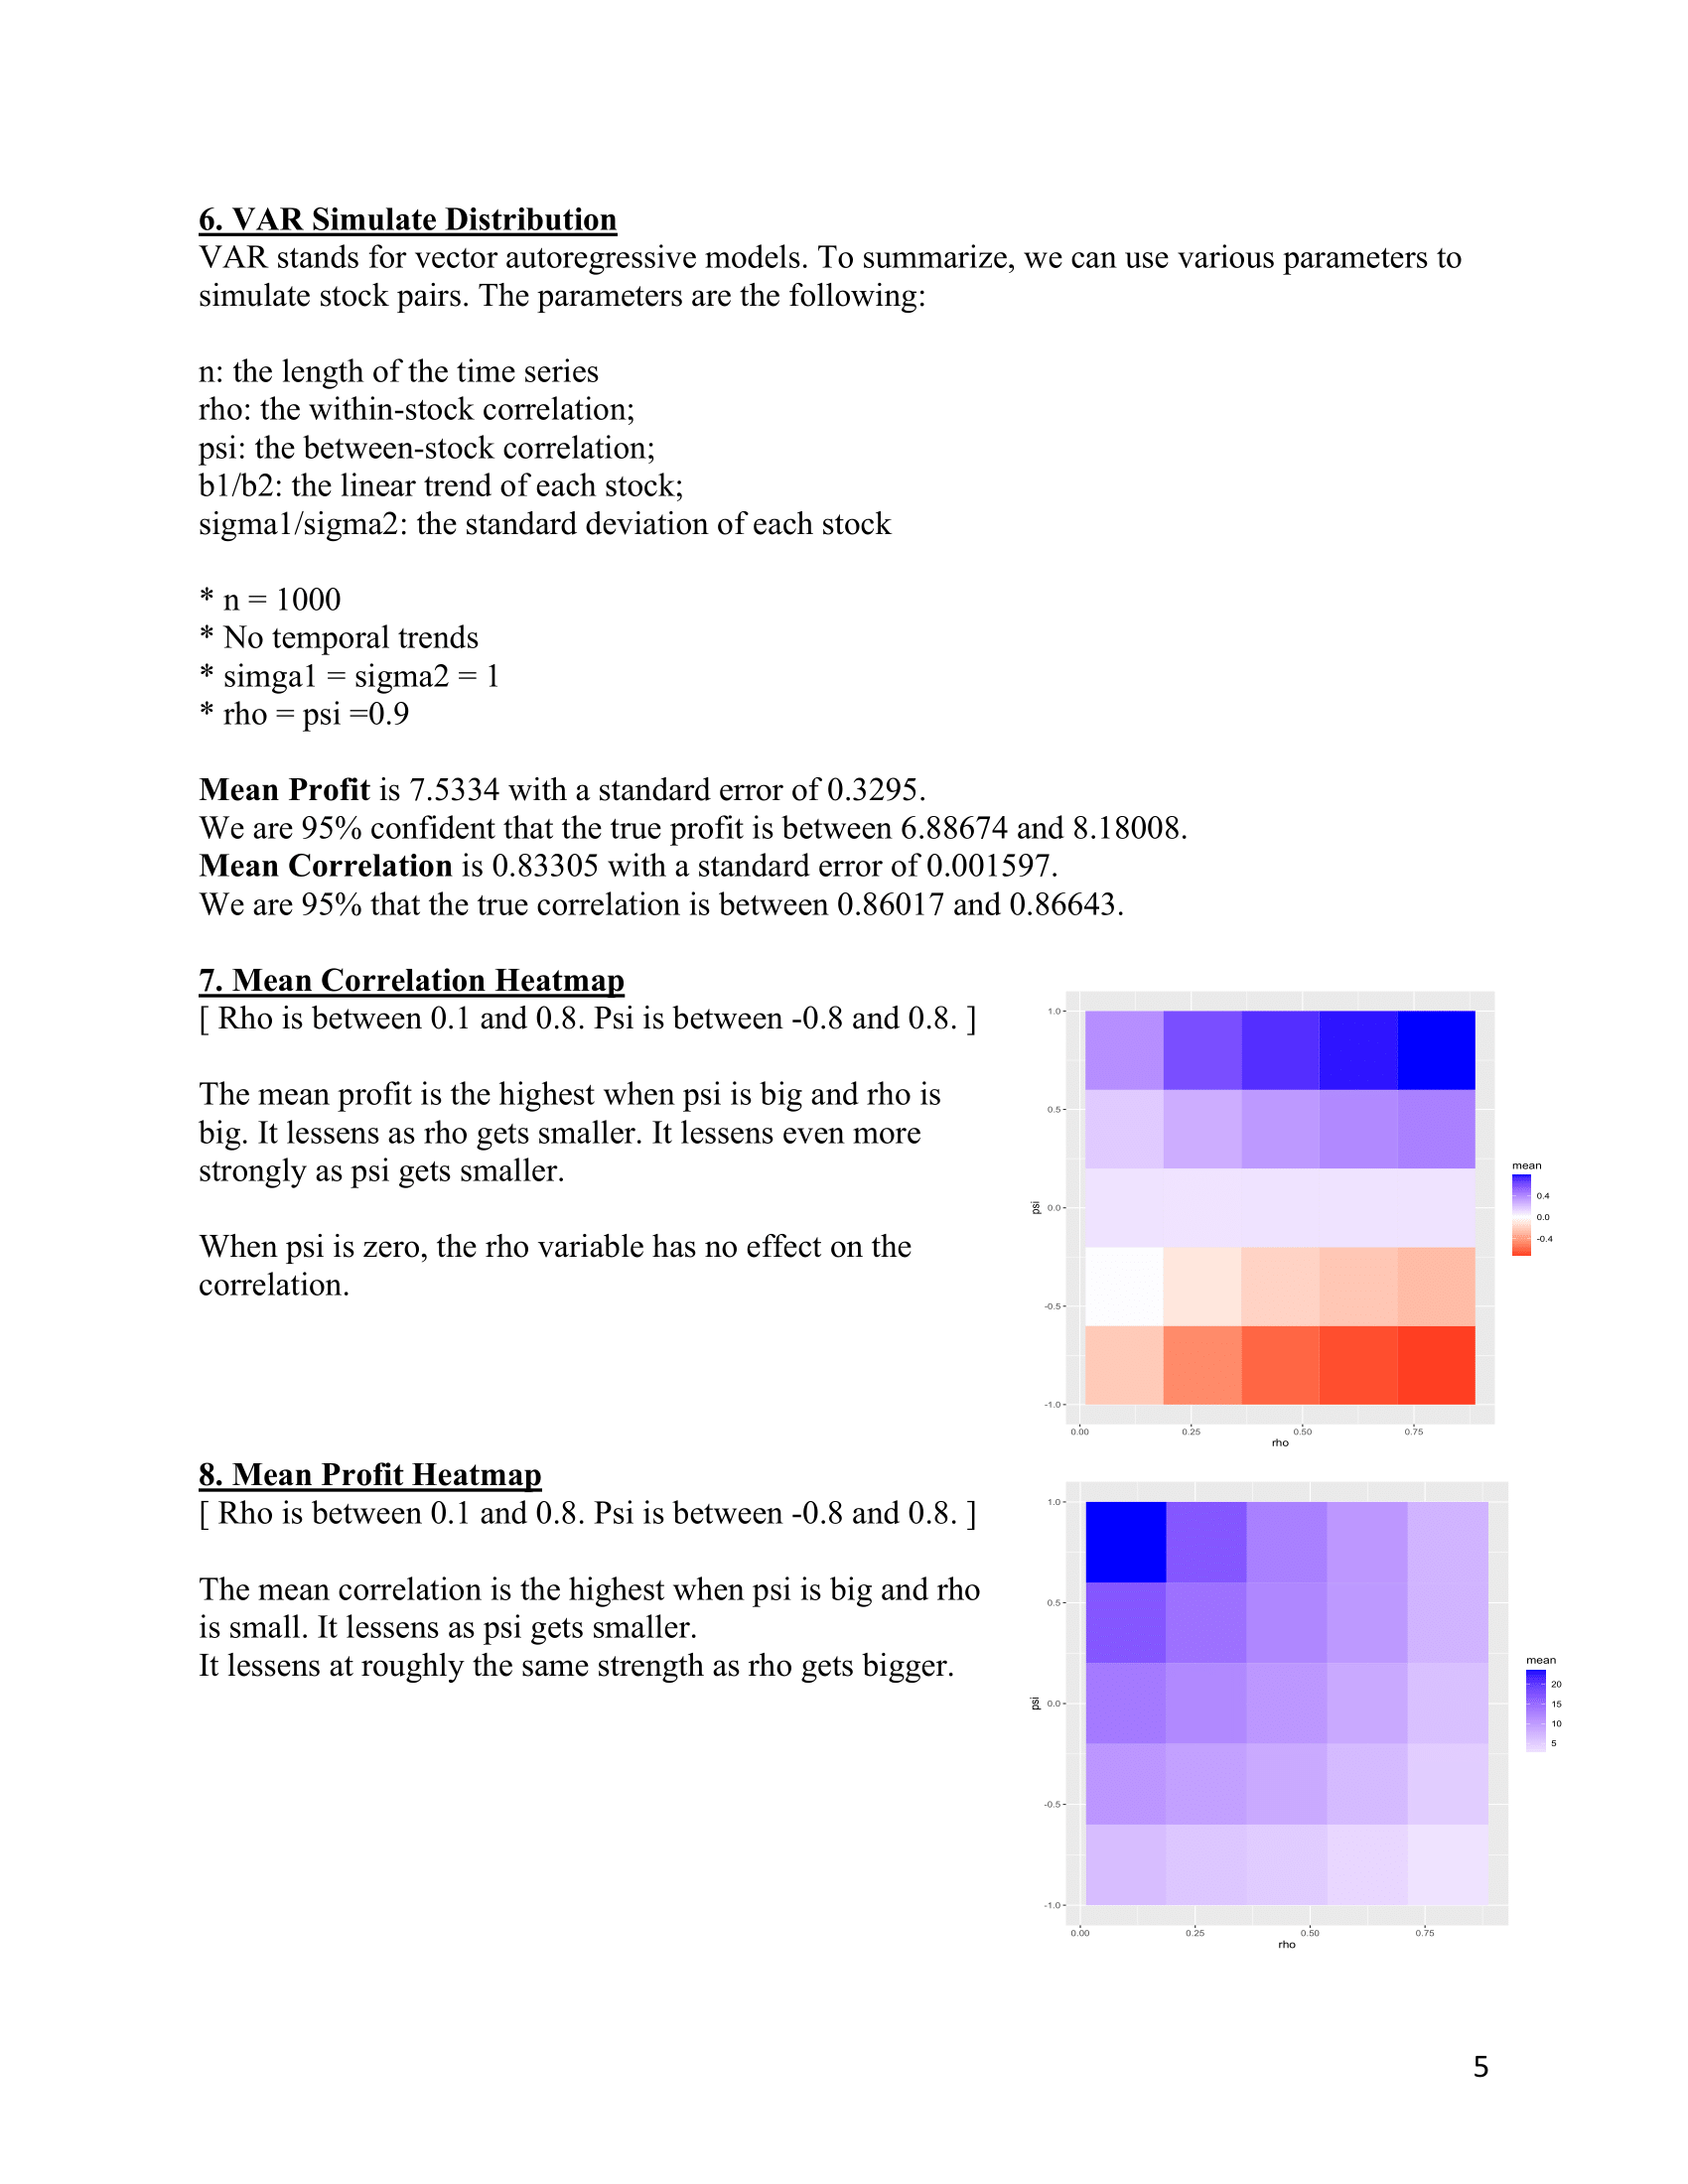 6. VAR Simulate Distribution
VAR stands for vector autoregressive models. To summarize, we can use various parameters to
simulate stock pairs. The parameters are the following:
n: the length of the time series
rho: the within-stock correlation;
psi: the between-stock correlation;
b1/b2: the linear trend of each stock;
sigma1/sigma2: the standard deviation of each stock
* n = 1000
* No temporal trends
* simga1 = sigma2 = 1
* rho = psi =0.9
Mean Profit is 7.5334 with a standard error of 0.3295.
We are 95% confident that the true profit is between 6.88674 and 8.18008.
Mean Correlation is 0.83305 with a standard error of 0.001597.
We are 95% that the true correlation is between 0.86017 and 0.86643.
7. Mean Correlation Heatmap
[ Rho is between 0.1 and 0.8. Psi is between -0.8 and 0.8. ]
The mean profit is the highest when psi is big and rho is
big. It lessens as rho gets smaller. It lessens even more
strongly as psi gets smaller.
When psi is zero, the rho variable has no effect on the
correlation.
1.0
0.5
0.0
-0.5
-1.0
psi
0.00 0.25 0.50 0.75
rho
mean
0.4
0.0
-0.4
8. Mean Profit Heatmap
[ Rho is between 0.1 and 0.8. Psi is between -0.8 and 0.8. ]
The mean correlation is the highest when psi is big and rho
is small. It lessens as psi gets smaller.
It lessens at roughly the same strength as rho gets bigger.
1.0
0.5
0.0
-0.5
-1.0
psi
0.00 0.25 0.50 0.75
rho
mean
20
15
10
5
5